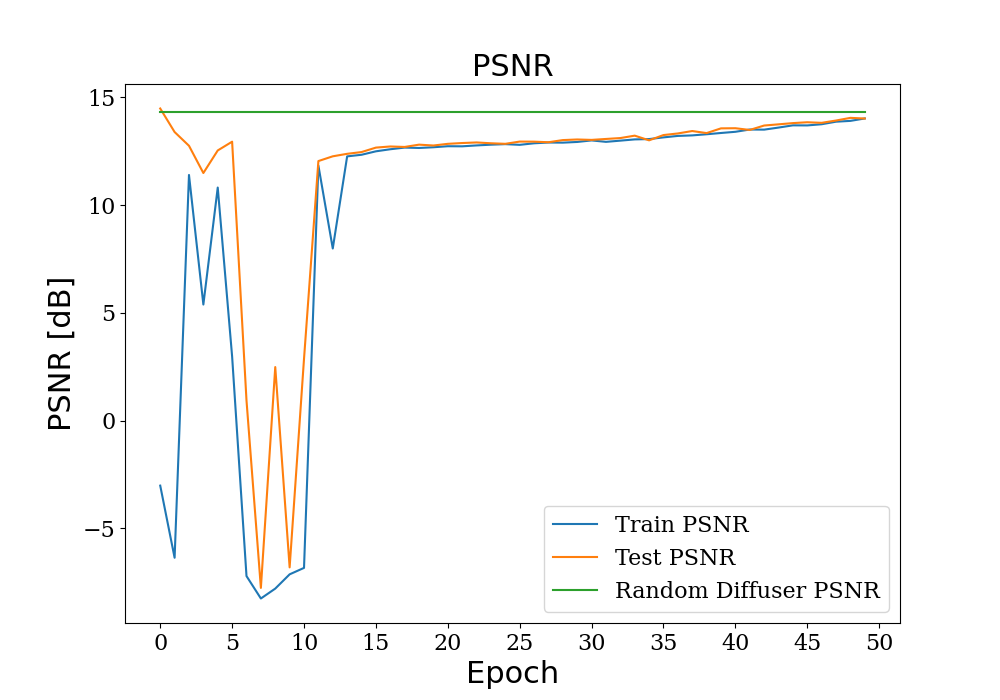 PSNR
PSNR [dB]
15
10
5
0
−5
0 5 10 15 20 25 30 35 40 45 50
Epoch
Train PSNR
Test PSNR
Random Diffuser PSNR